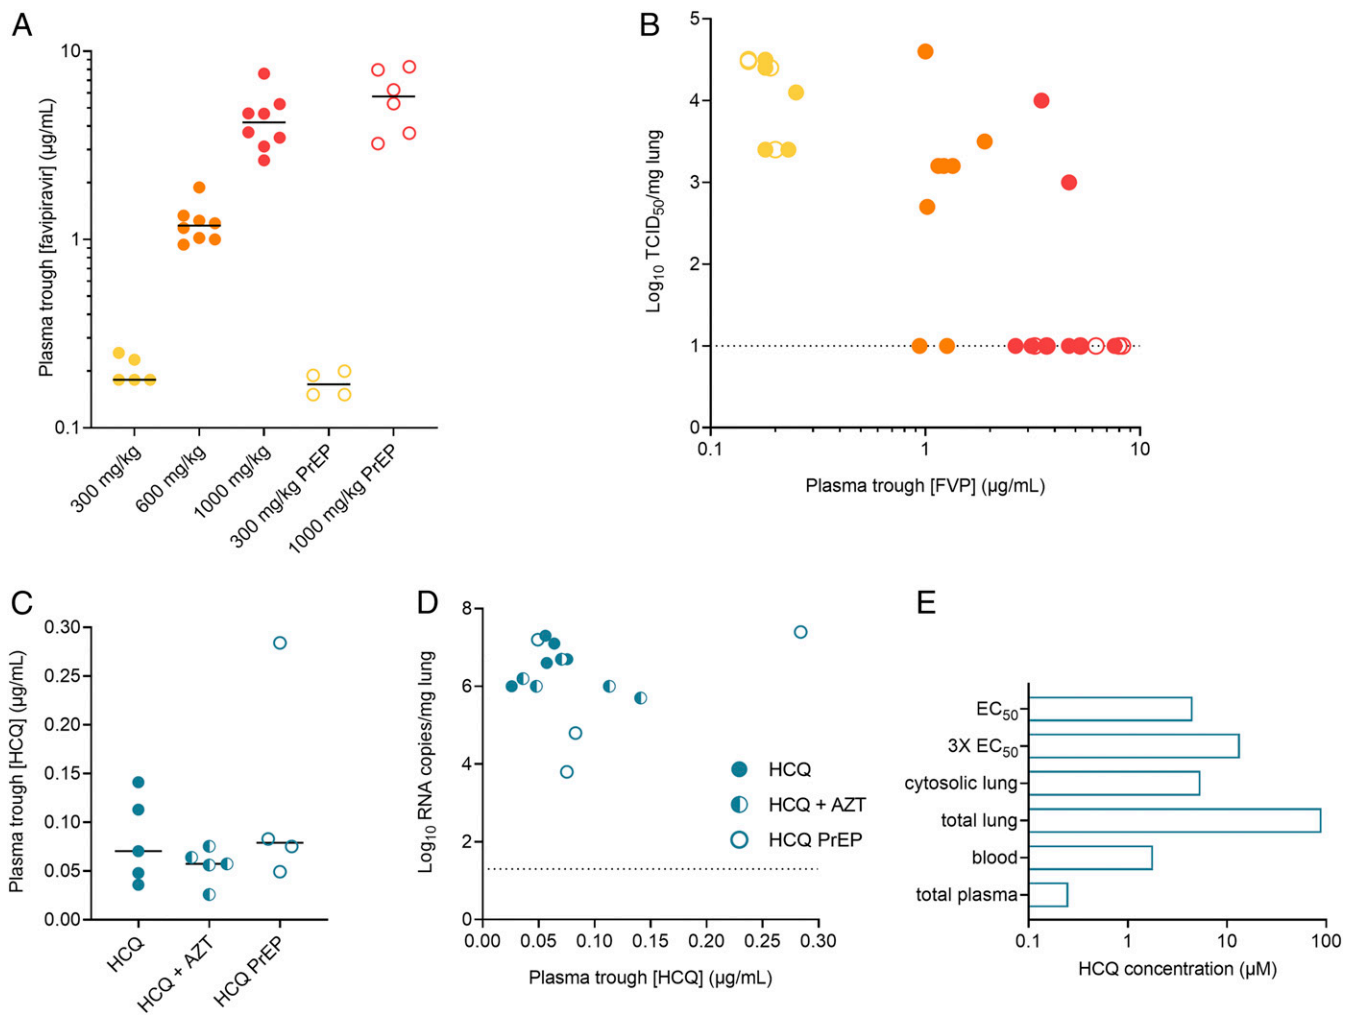 A
Plasma trough [favipiravir] (µg/mL)
10
1
0.1
300 mg/kg
600 mg/kg
1000 mg/kg
300 mg/kg PrEP
1000 mg/kg PrEP
B
Log10 TCID50/mg lung
5
4
3
2
1
0
0.1
1
10
Plasma trough [FVP] (µg/mL)
C
Plasma trough [HCQ] (µg/mL)
0.30
0.25
0.20
0.15
0.10
0.05
0.00
HCQ
HCQ + AZT
HCQ PrEP
D
Log10 RNA copies/mg lung
8
6
4
2
0
0.00
0.05
0.10
0.15
0.20
0.25
0.30
Plasma trough [HCQ] (µg/mL)
HCQ
HCQ + AZT
HCQ PrEP
E
EC50
3X EC50
cytosolic lung
total lung
blood
total plasma
0.1
1
10
100
HCQ concentration (µM)